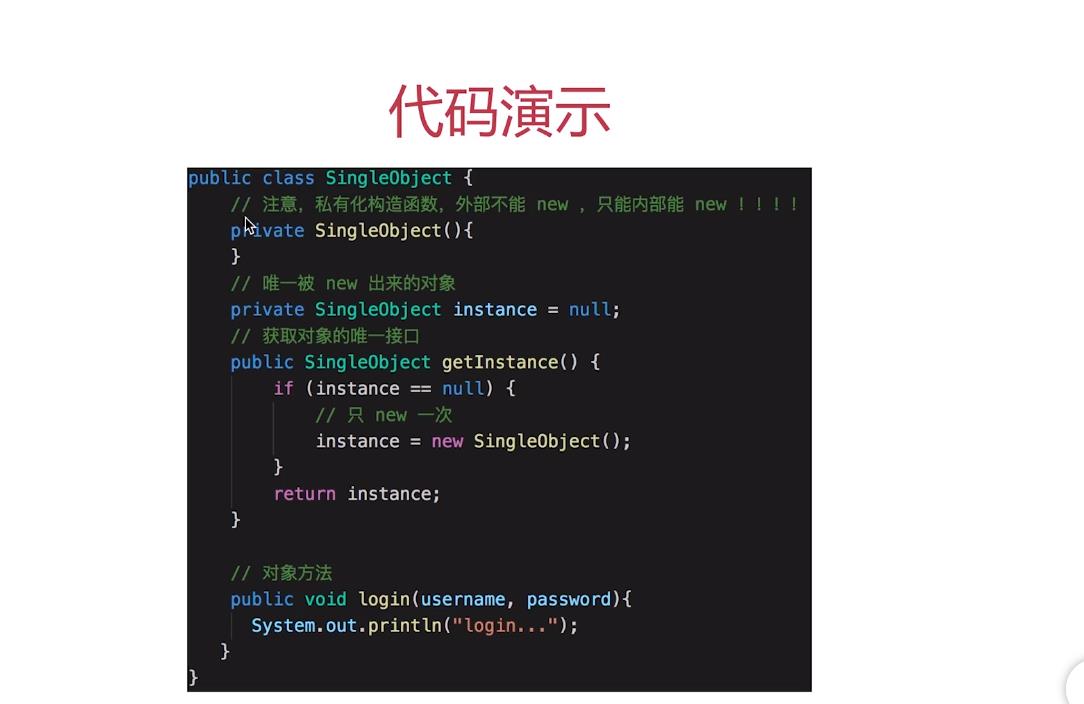 代码演示
public class SingleObject {
// 注意，私有化构造函数，外部不能 new ，只能内部能 new ！！！！
private SingleObject(){
}
// 唯一被 new 出来的对象
private SingleObject instance = null;
// 获取对象的唯一接口
public SingleObject getInstance() {
if (instance == null) {
// 只 new 一次
instance = new SingleObject();
}
return instance;
}
// 对象方法
public void login(username, password){
System.out.println("login...");
}
}